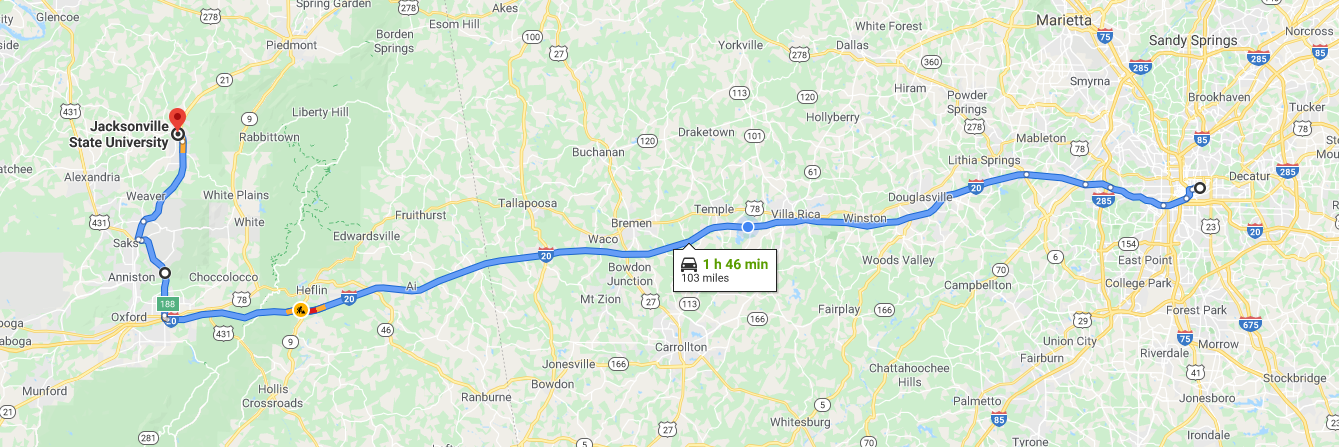 Glencoe
278
Spring Garden
278
Akes
Esom Hill
100
27
Borden
Springs
Piedmont
21
9
Liberty Hill
Rabbittown
431
Jacksonville
State University
Alexandria
Weaver
White Plains
White
431
Saks
Anniston
Choccolocco
188
Oxford
20
78
431
Heflin
9
20
Ai
46
Edwardsville
Fruithurst
Tallapoosa
Buchanan
120
Bremen
Waco
20
Bowdon
Junction
Mt Zion
27
113
166
Carrollton
Jonesville
166
Bowdon
Ranburne
Hollis
Crossroads
Munford
21
281
9
5
27
Whitesburg
5
70
Yorkville
278
Dallas
White Forest
113
120
Hiram
360
Hollyberry
Draketown
101
61
Temple
78
Villa Rica
Winston
Douglasville
1 h 46 min
103 miles
Fairplay
166
Woods Valley
Campbellton
70
Chattahoochee
Hills
Palmetto
85
Fairburn
Union City
29
Tyrone
Marietta
75
Sandy Springs
285
285
Norcross
85
Smyrna
Brookhaven
Powder
Springs
278
Mableton
78
Lithia Springs
20
285
85
Tucker
78
Decatur
285
23
20
154
6
East Point
College Park
Forest Park
675
75
Riverdale
Morrow
41
Stockbridge
Jonesboro
Irondale